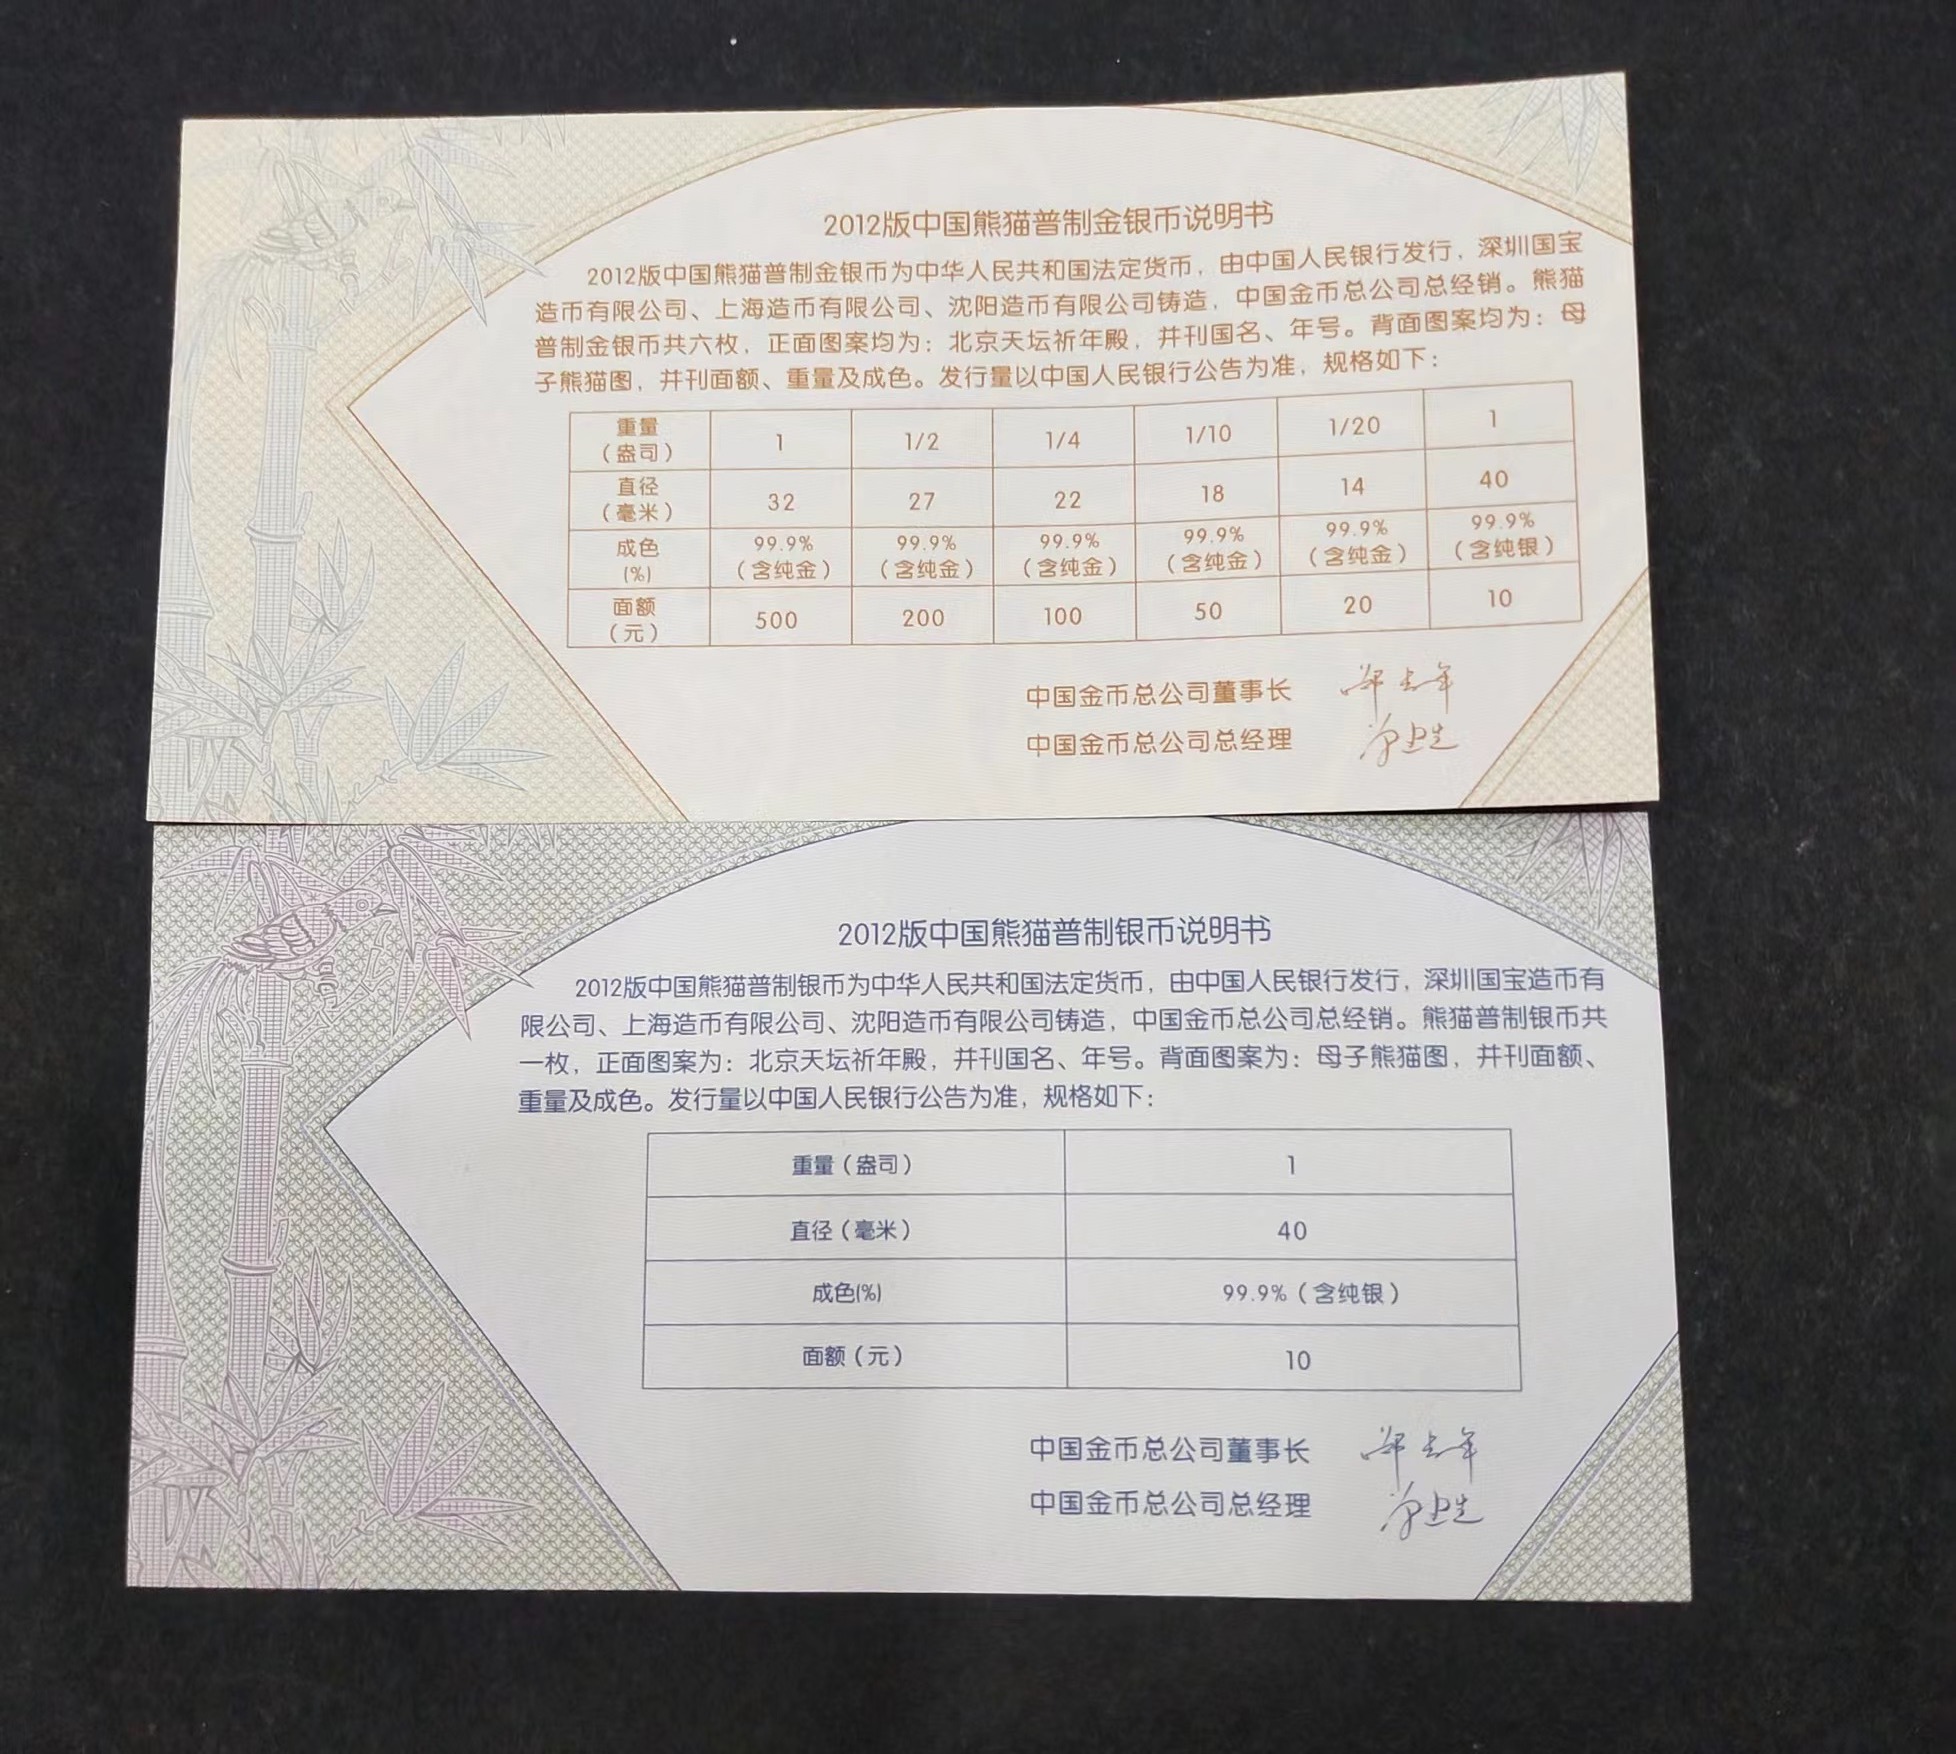 2012版中国熊猫普制金银币说明书
2012版中国熊猫普制金银币为中华人民共和国法定货币，由中国人民银行发行，深圳国宝
造币有限公司、上海造币有限公司、沈阳造币有限公司铸造，中国金币总公司总经销。熊猫
普制金银币共六枚，正面图案均为：北京天坛祈年殿，并刊国名、年号。背面图案均为：母
子熊猫图，并刊面额、重量及成色。发行量以中国人民银行公告为准，规格如下：
重量（盎司） 1 1/2 1/4 1/10 1/20 1
直径（毫米） 32 27 22 18 14 40
成色(%) 99.9%（含纯金） 99.9%（含纯金） 99.9%（含纯金） 99.9%（含纯金） 99.9%（含纯金） 99.9%（含纯银）
面额（元） 500 200 100 50 20 10
中国金币总公司董事长
中国金币总公司总经理
2012版中国熊猫普制银币说明书
2012版中国熊猫普制银币为中华人民共和国法定货币，由中国人民银行发行，深圳国宝造币有
限公司、上海造币有限公司、沈阳造币有限公司铸造，中国金币总公司总经销。熊猫普制银币共
一枚，正面图案为：北京天坛祈年殿，并刊国名、年号。背面图案为：母子熊猫图，并刊面额、
重量及成色。发行量以中国人民银行公告为准，规格如下：
重量（盎司） 1
直径（毫米） 40
成色(%) 99.9%（含纯银）
面额（元） 10
中国金币总公司董事长
中国金币总公司总经理